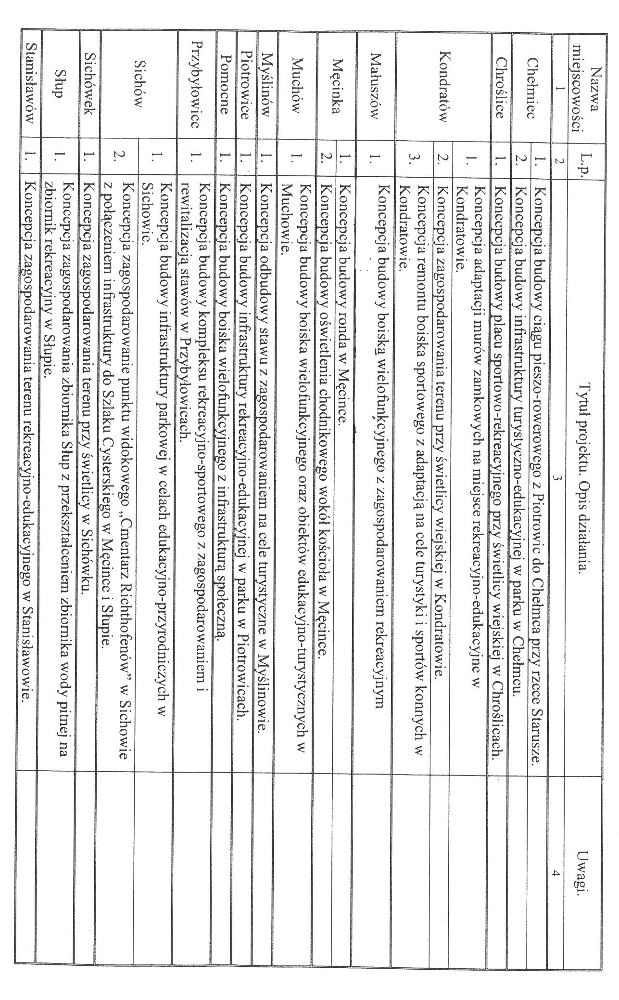 Nazwa miejscowości L.p. Tytuł projektu. Opis działania. Uwagi.
1 2 3 4
Chełmiec 1. Koncepcja budowy ciągu pieszo-rowerowego z Piotrowic do Chełmca przy rzece Starusze.
2. Koncepcja budowy infrastruktury turystyczno-edukacyjnej w parku w Chełmcu.
Chroślice 1. Koncepcja budowy placu sportowo-rekreacyjnego przy świetlicy wiejskiej w Chroślicach.
Kondratów 1. Koncepcja adaptacji murów zamkowych na miejsce rekreacyjno-edukacyjne w
Kondratowie.
2. Koncepcja zagospodarowania terenu przy świetlicy wiejskiej w Kondratowie.
3. Koncepcja remontu boiska sportowego z adaptacją na cele turystyki i sportów konnych w
Kondratowie.
Małuszów 1. Koncepcja budowy boiska wielofunkcyjnego z zagospodarowaniem rekreacyjnym
Męcinka 1. Koncepcja budowy ronda w Męcince.
2. Koncepcja budowy oświetlenia chodnikowego wokół kościoła w Męcince.
Muchów 1. Koncepcja budowy boiska wielofunkcyjnego oraz obiektów edukacyjno-turystycznych w
Muchowie.
Myślinów 1. Koncepcja odbudowy stawu z zagospodarowaniem na cele turystyczne w Myślinowie.
Piotrowice 1. Koncepcja budowy infrastruktury rekreacyjno-edukacyjnej w parku w Piotrowicach.
Pomocne 1. Koncepcja budowy boiska wielofunkcyjnego z infrastrukturą społeczną.
Przybyłowice 1. Koncepcja budowy kompleksu rekreacyjno-sportowego z zagospodarowaniem i
rewitalizacją stawów w Przybyłowicach.
Sichów 1. Koncepcja budowy infrastruktury parkowej w celach edukacyjno-przyrodniczych w
Sichowie.
2. Koncepcja zagospodarowanie punktu widokowego „Cmentarz Richthofenów” w Sichowie
z połączeniem infrastruktury do Szlaku Cysterskiego w Męcince i Słupie.
Sichówek 1. Koncepcja zagospodarowania terenu przy świetlicy w Sichówku.
Słup 1. Koncepcja zagospodarowania zbiornika Słup z przekształceniem zbiornika wody pitnej na
zbiornik rekreacyjny w Słupie.
Stanisławów 1. Koncepcja zagospodarowania terenu rekreacyjno-edukacyjnego w Stanisławowie.